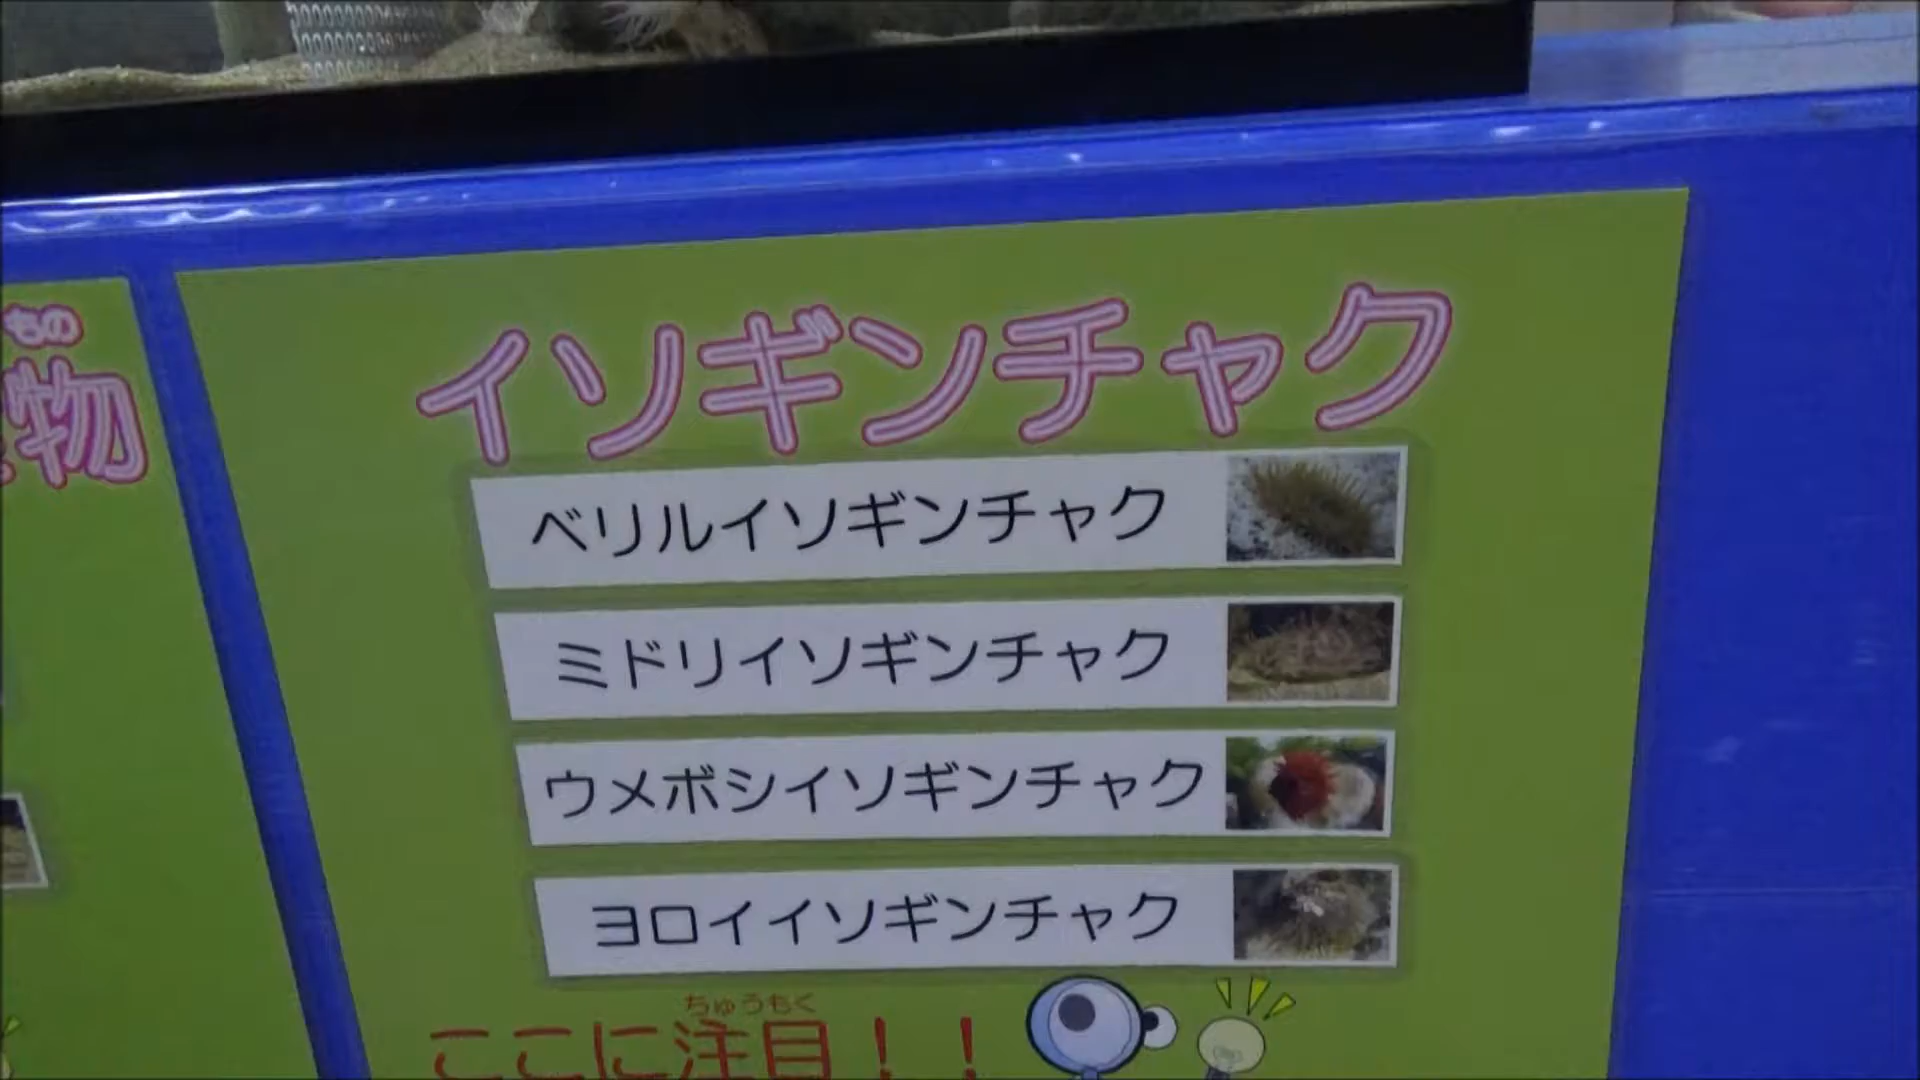 もの
物
イソギンチャク
ベリルイソギンチャク
ミドリイソギンチャク
ウメボシイソギンチャク
ヨロイイソギンチャク
ちゅうもく
ここに注目！！